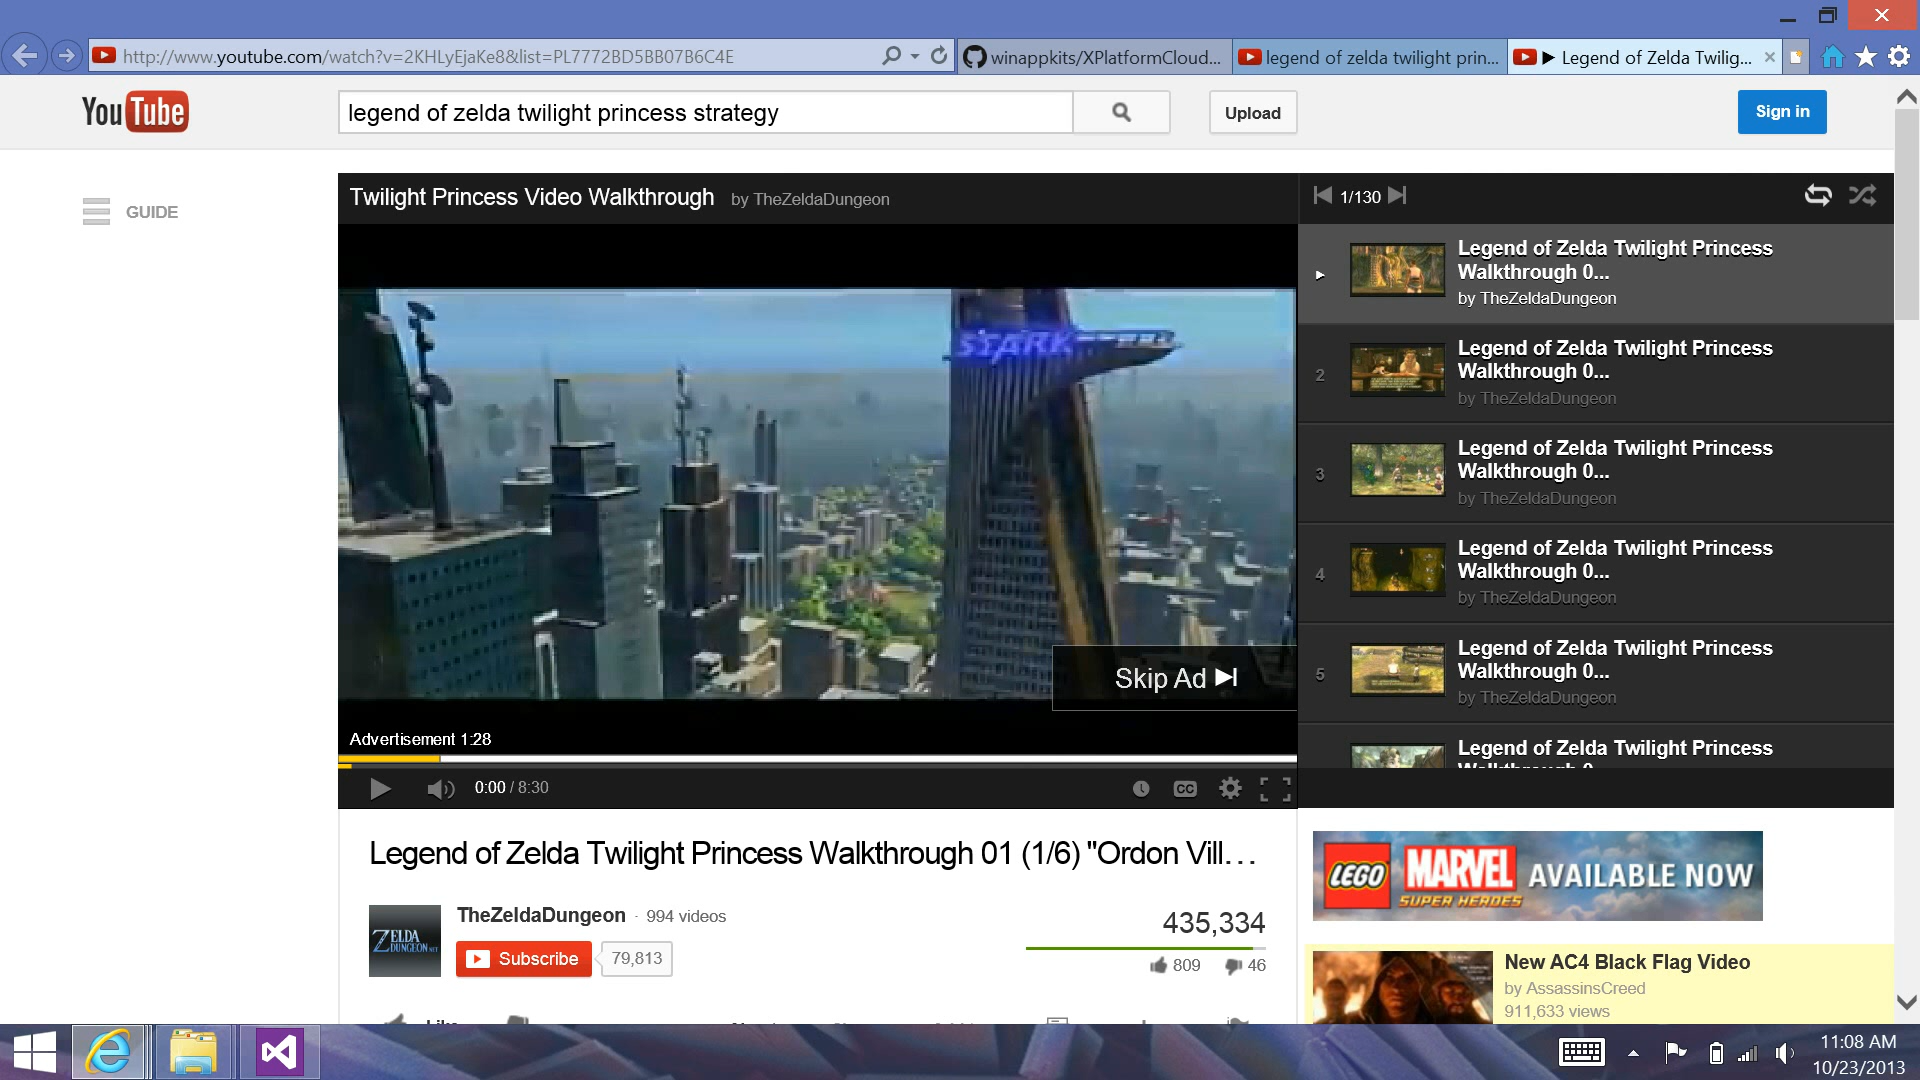 http://www.youtube.com/watch?v=2KHLyEjaKe8&list=PL7772BD5BB07B6C4E
winappkits/XPlatformCloud...
legend of zelda twilight prin...
▶ Legend of Zelda Twilig...
YouTube
legend of zelda twilight princess strategy
Upload
Sign in
GUIDE
Twilight Princess Video Walkthrough by TheZeldaDungeon
1/130
Legend of Zelda Twilight Princess
Walkthrough 0...
by TheZeldaDungeon
2
Legend of Zelda Twilight Princess
Walkthrough 0...
by TheZeldaDungeon
3
Legend of Zelda Twilight Princess
Walkthrough 0...
by TheZeldaDungeon
4
Legend of Zelda Twilight Princess
Walkthrough 0...
by TheZeldaDungeon
5
Legend of Zelda Twilight Princess
Walkthrough 0...
by TheZeldaDungeon
Legend of Zelda Twilight Princess
Walkthrough 0...
STARK
Skip Ad
Advertisement 1:28
0:00 / 8:30
CC
Legend of Zelda Twilight Princess Walkthrough 01 (1/6) "Ordon Vill...
ZELDA
DUNGEON.NET
TheZeldaDungeon · 994 videos
Subscribe
79,813
435,334
809
46
Like
LEGO MARVEL SUPER HEROES AVAILABLE NOW
New AC4 Black Flag Video
by AssassinsCreed
911,633 views
11:08 AM
10/23/2013